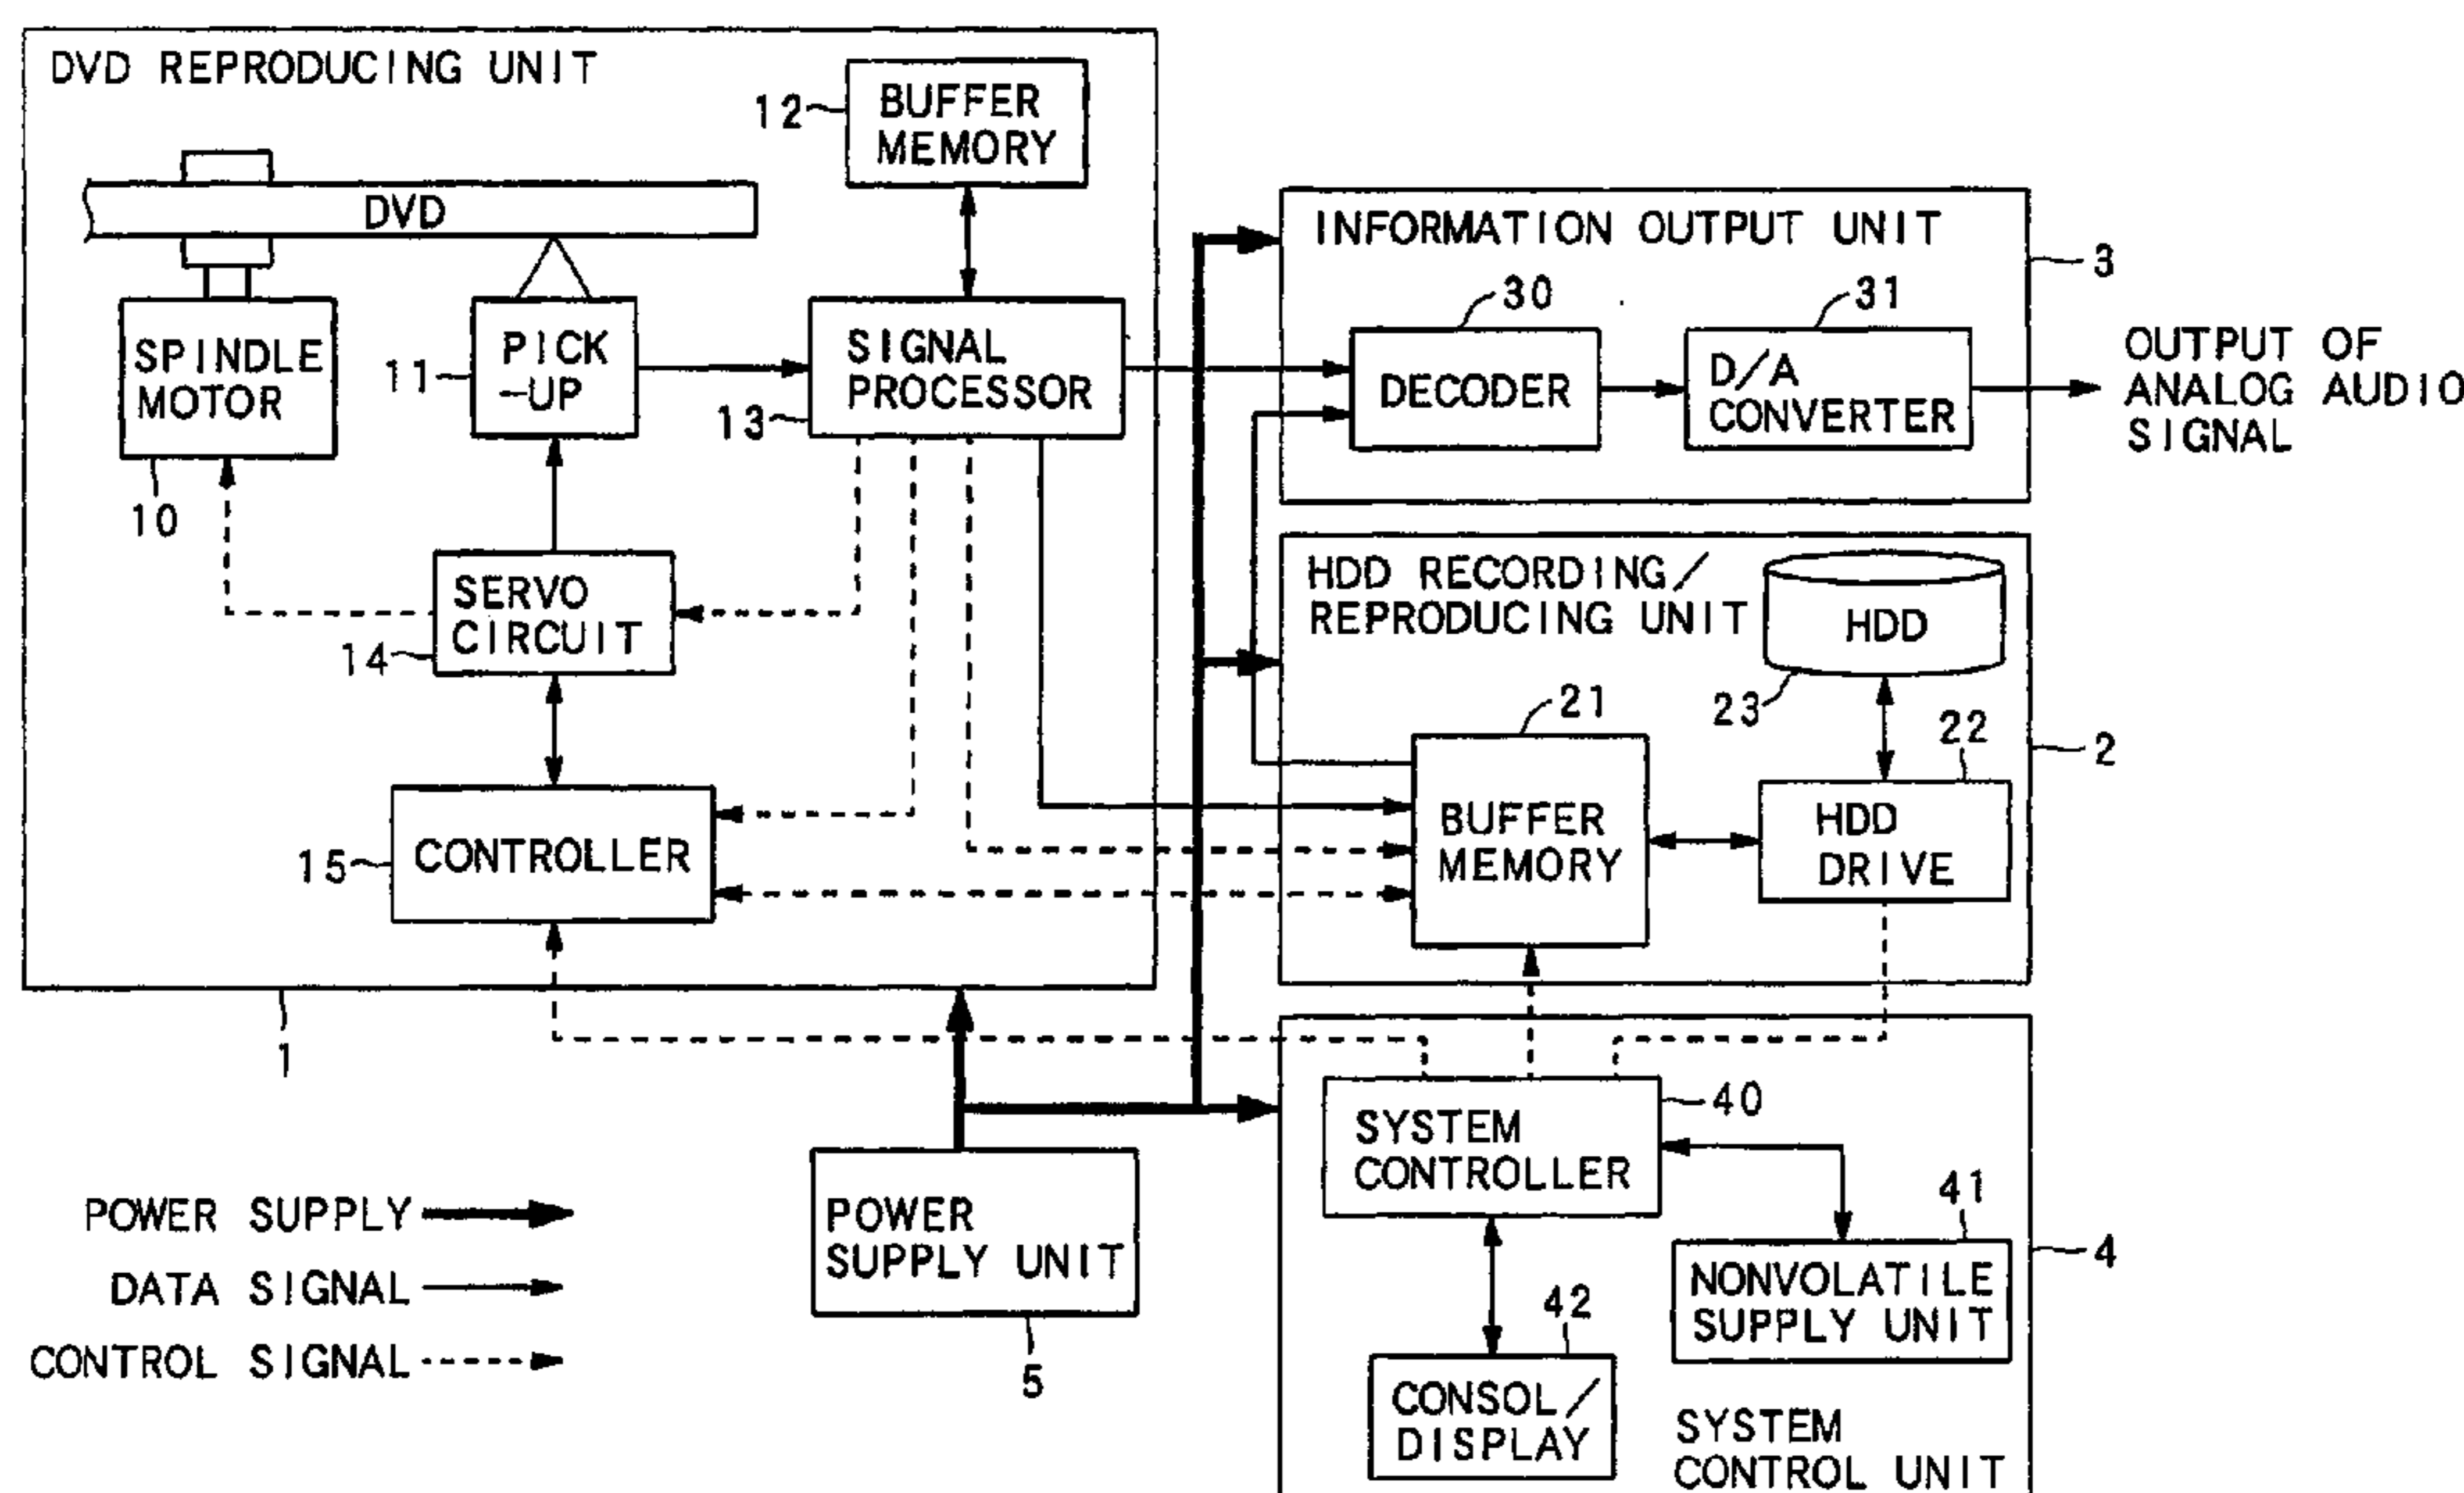 DVD REPRODUCING UNIT
12
BUFFER
MEMORY
DVD
SPINDLE
MOTOR
10
11
PICK
-UP
13
SIGNAL
PROCESSOR
14
SERVO
CIRCUIT
15
CONTROLLER
1
INFORMATION OUTPUT UNIT
3
30
DECODER
31
D/A
CONVERTER
OUTPUT OF
ANALOG AUDIO
SIGNAL
HDD RECORDING/
REPRODUCING UNIT
HDD
23
2
21
BUFFER
MEMORY
22
HDD
DRIVE
SYSTEM
CONTROLLER
40
41
NONVOLATILE
SUPPLY UNIT
4
42
CONSOL/
DISPLAY
SYSTEM
CONTROL UNIT
POWER
SUPPLY UNIT
5
POWER SUPPLY
DATA SIGNAL
CONTROL SIGNAL